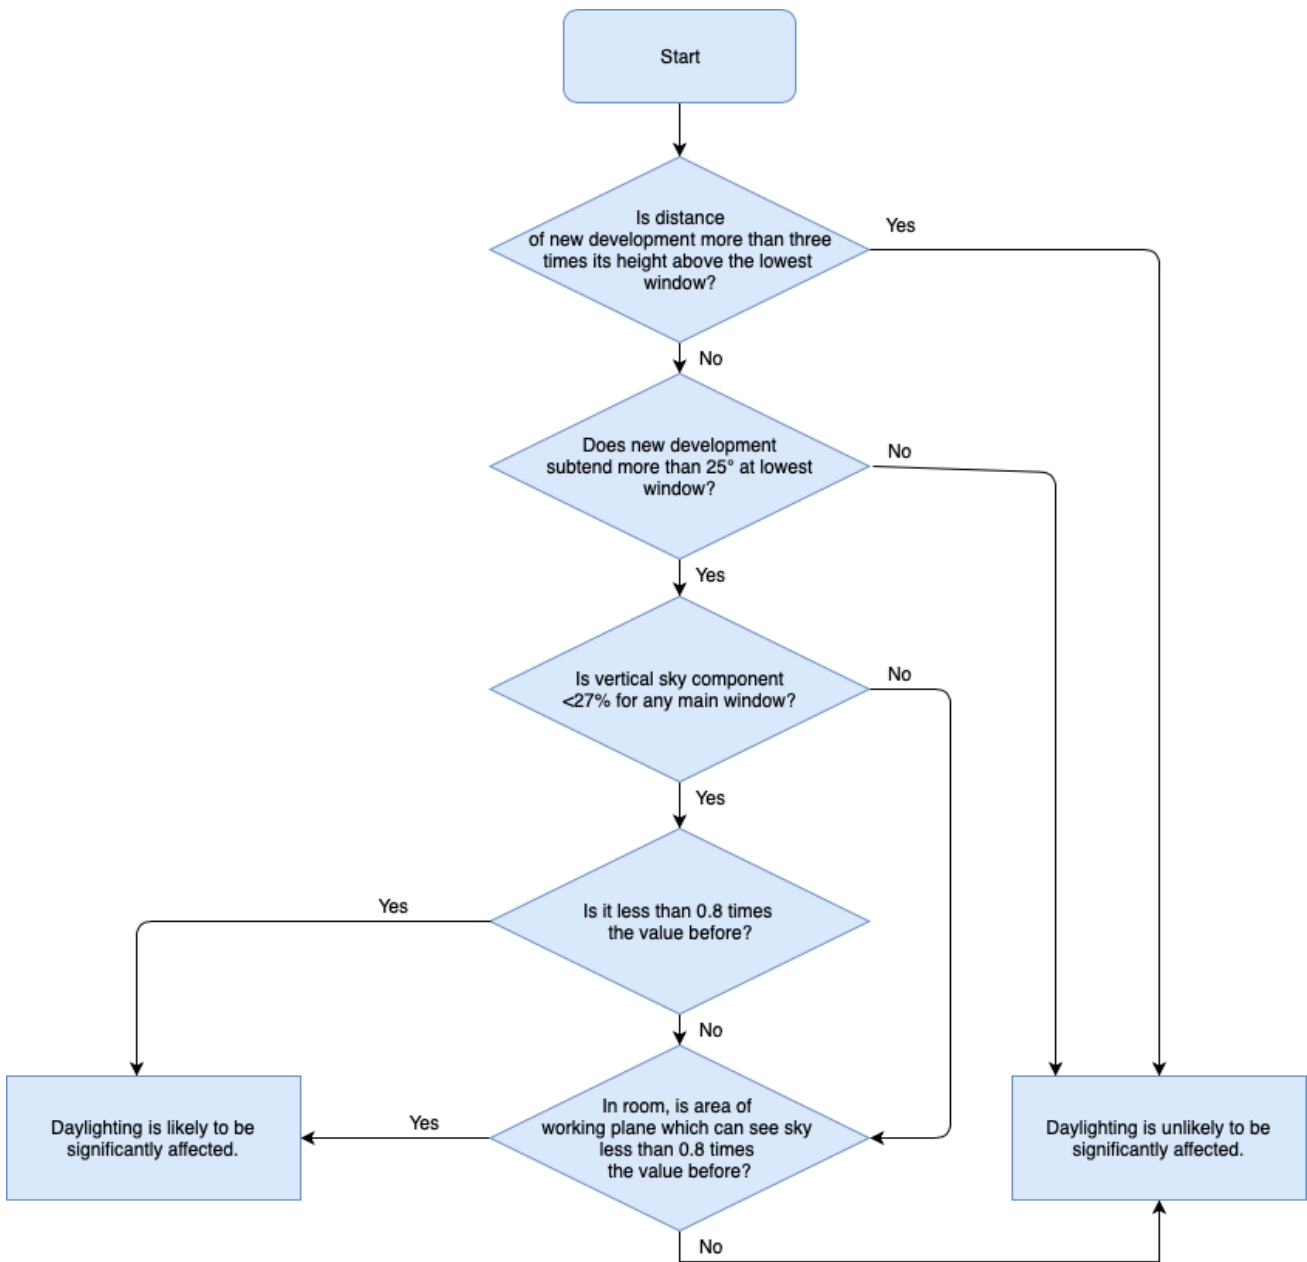 Start
Is distance
of new development more than three
times its height above the lowest
window?
Yes
No
Does new development
subtend more than 25° at lowest
window?
No
Yes
Is vertical sky component
<27% for any main window?
No
Yes
Is it less than 0.8 times
the value before?
Yes
No
In room, is area of
working plane which can see sky
less than 0.8 times
the value before?
Yes
No
Daylighting is likely to be
significantly affected.
Daylighting is unlikely to be
significantly affected.